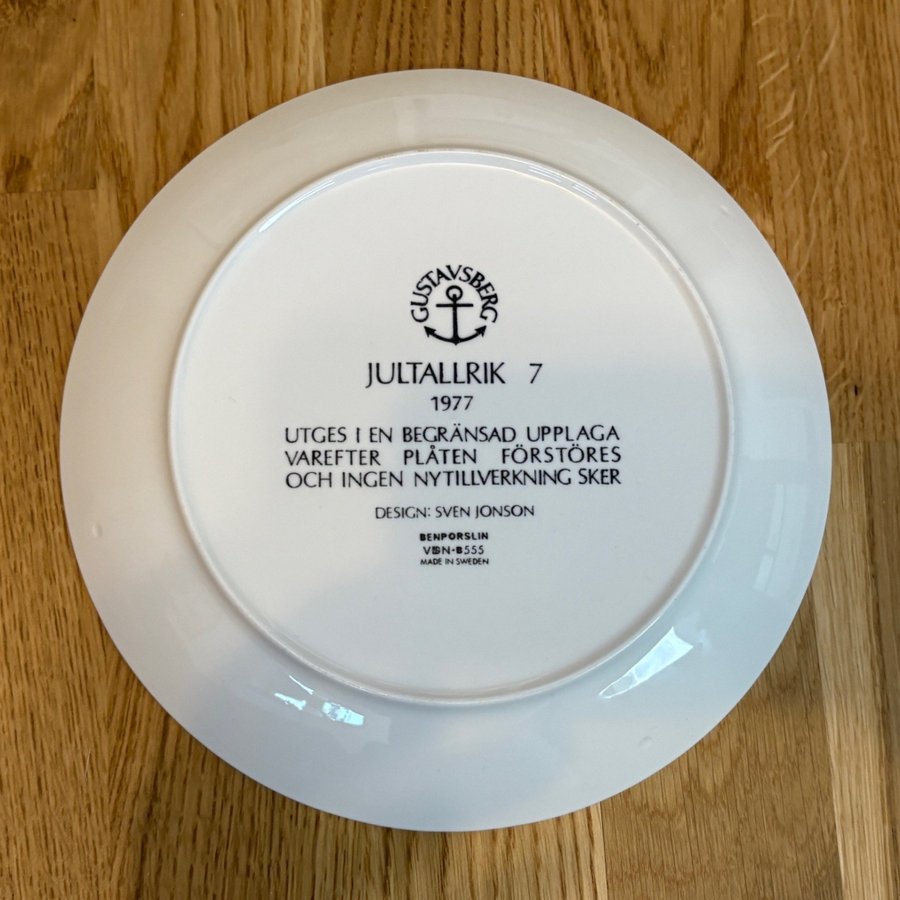 GUSTAVSBERG
JULTALLRIK 7
1977
UTGES I EN BEGRÄNSAD UPPLAGA
VAREFTER PLÅTEN FÖRSTÖRES
OCH INGEN NYTILLVERKNING SKER
DESIGN: SVEN JONSON
BENPORSLIN
VDN-B555
MADE IN SWEDEN